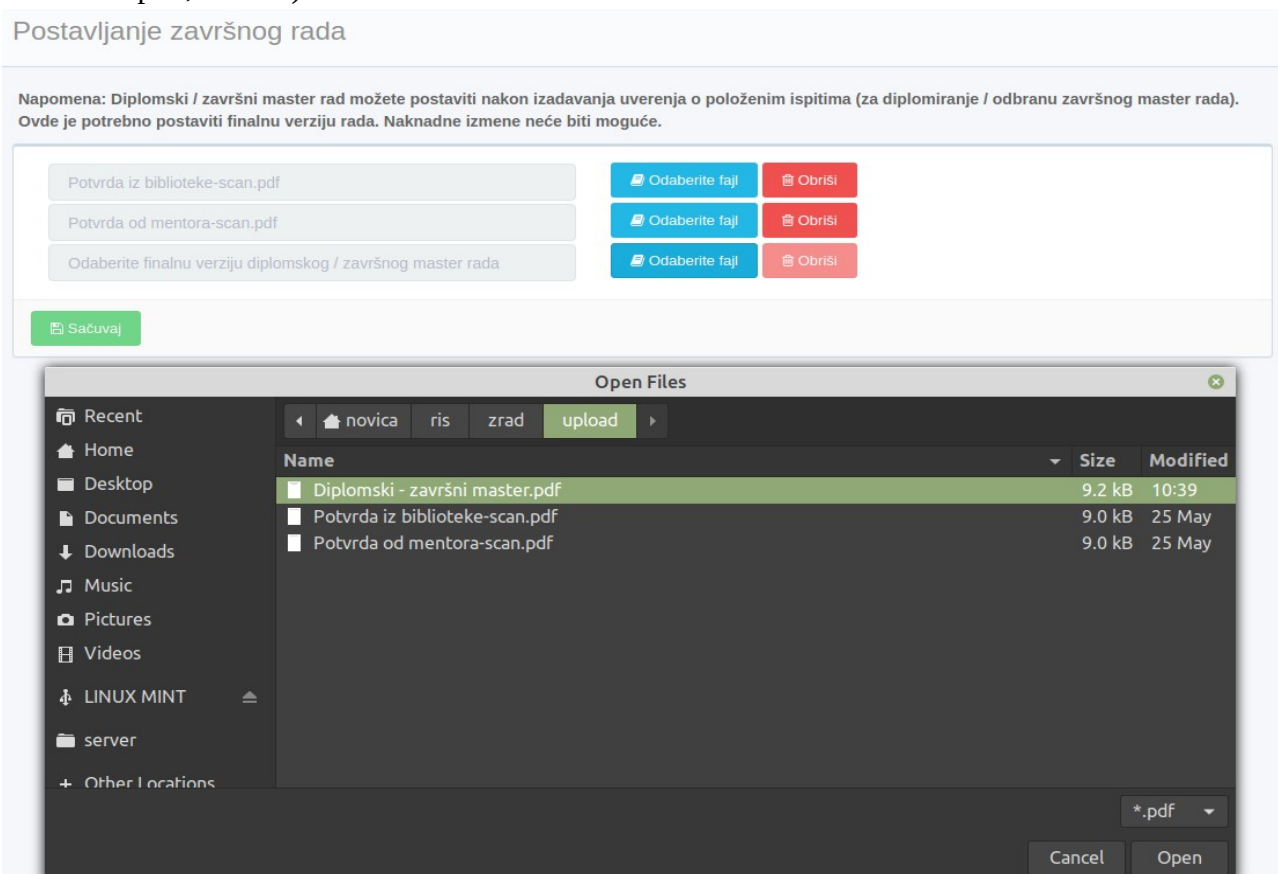 Postavljanje završnog rada
Napomena: Diplomski / završni master rad možete postaviti nakon izadavanja uverenja o položenim ispitima (za diplomiranje / odbranu završnog master rada).
Ovde je potrebno postaviti finalnu verziju rada. Naknadne izmene neće biti moguće.
Potvrda iz biblioteke-scan.pdf Odaberite fajl Obriši
Potvrda od mentora-scan.pdf Odaberite fajl Obriši
Odaberite finalnu verziju diplomskog / završnog master rada Odaberite fajl Obriši
Sačuvaj
Open Files
Recent
novica ris zrad upload
Home
Name Size Modified
Desktop
Diplomski - završni master.pdf 9.2 kB 10:39
Documents
Potvrda iz biblioteke-scan.pdf 9.0 kB 25 May
Downloads
Potvrda od mentora-scan.pdf 9.0 kB 25 May
Music
Pictures
Videos
LINUX MINT
server
+ Other Locations
*.pdf
Cancel Open